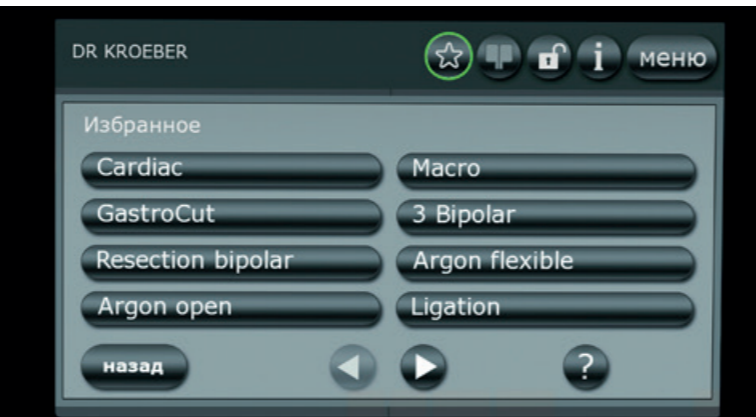 DR KROEBER
i меню
Избранное
Cardiac Macro
GastroCut 3 Bipolar
Resection bipolar Argon flexible
Argon open Ligation
назад ?